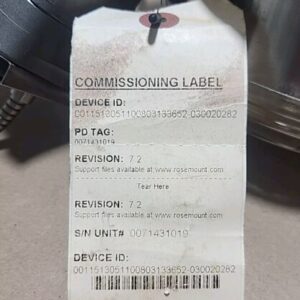 COMMISSIONING LABEL
DEVICE ID:
0011513051100803133652-030020282
PD TAG:
0071431019
REVISION: 7.2
Support files available at www.rosemount.com
Tear Here
REVISION: 7.2
Support files available at www.rosemount.com
S/N UNIT# 0071431019
DEVICE ID:
0011513051100803133652-030020282